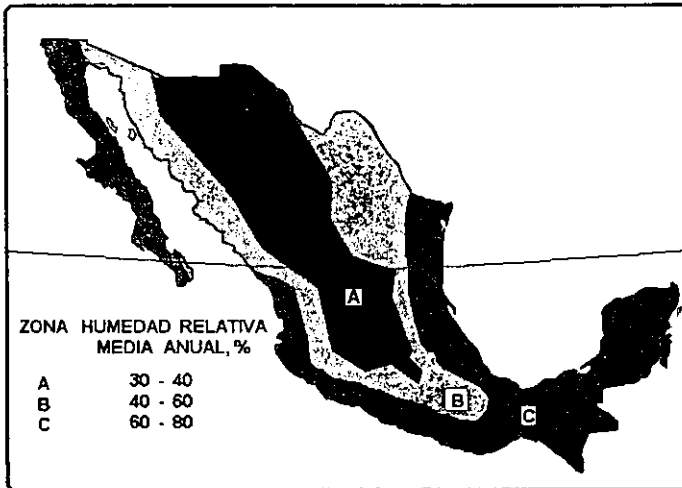 A
ZONA HUMEDAD RELATIVA
MEDIA ANUAL, %
A 30 - 40
B 40 - 60
C 60 - 80
B
C